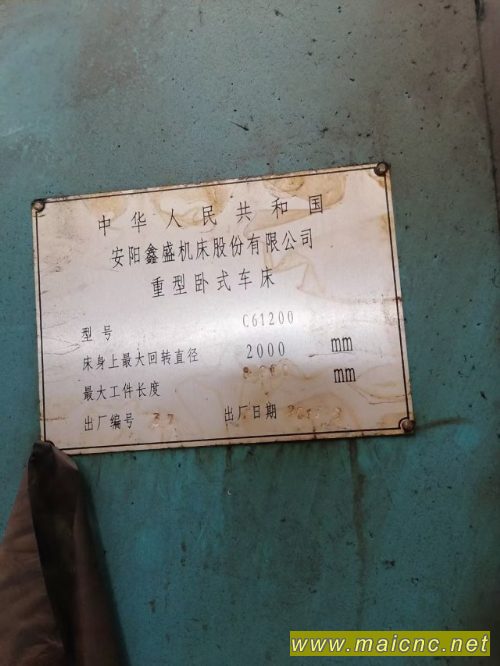 中华人民共和国
安阳鑫盛机床股份有限公司
重型卧式车床
型号 C61200
床身上最大回转直径 2000 mm
最大工件长度 mm
出厂编号 37 出厂日期
www.maicnc.net